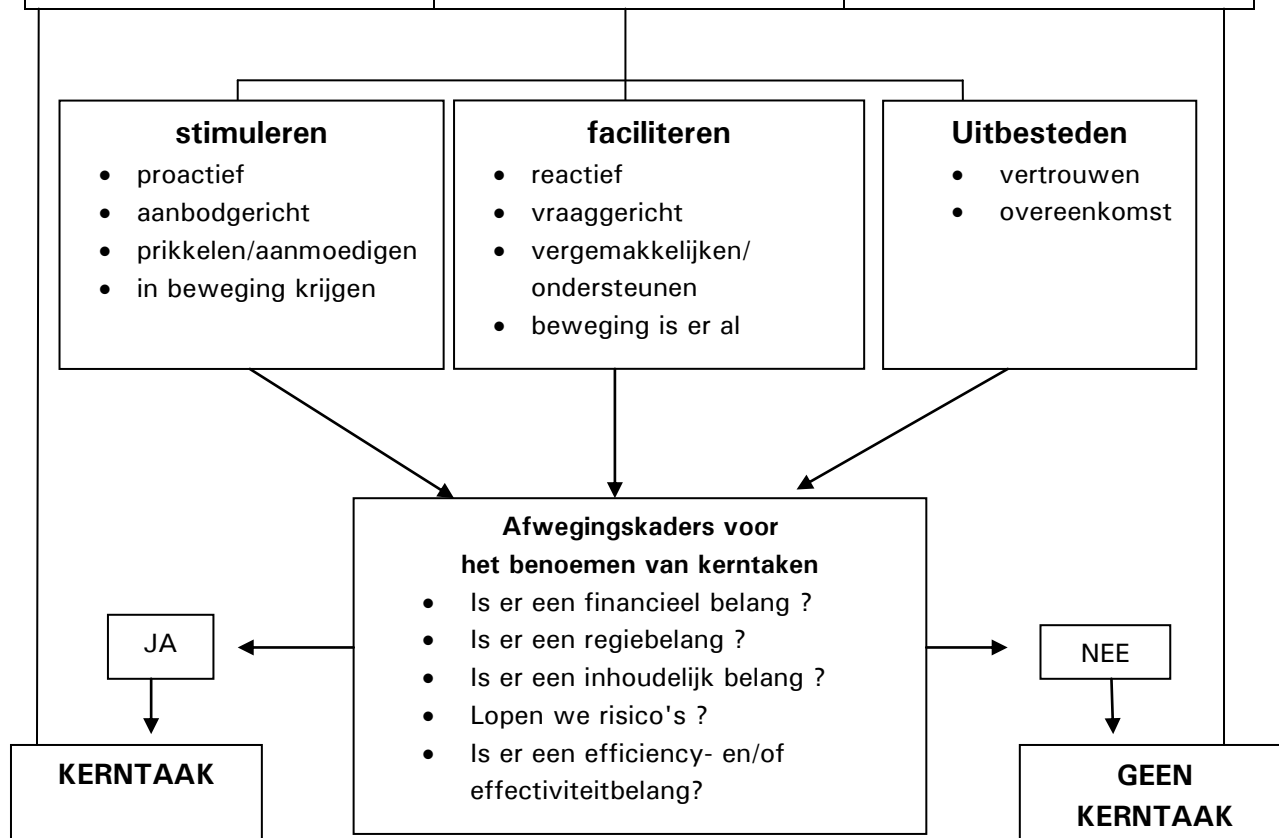 stimuleren
• proactief
• aanbodgericht
• prikkelen/aanmoedigen
• in beweging krijgen
faciliteren
• reactief
• vraaggericht
• vergemakkelijken/
ondersteunen
• beweging is er al
Uitbesteden
• vertrouwen
• overeenkomst
Afwegingskaders voor
het benoemen van kerntaken
• Is er een financieel belang ?
• Is er een regiebelang ?
• Is er een inhoudelijk belang ?
• Lopen we risico's ?
• Is er een efficiency- en/of
effectiviteitbelang?
JA
NEE
KERNTAAK
GEEN
KERNTAAK